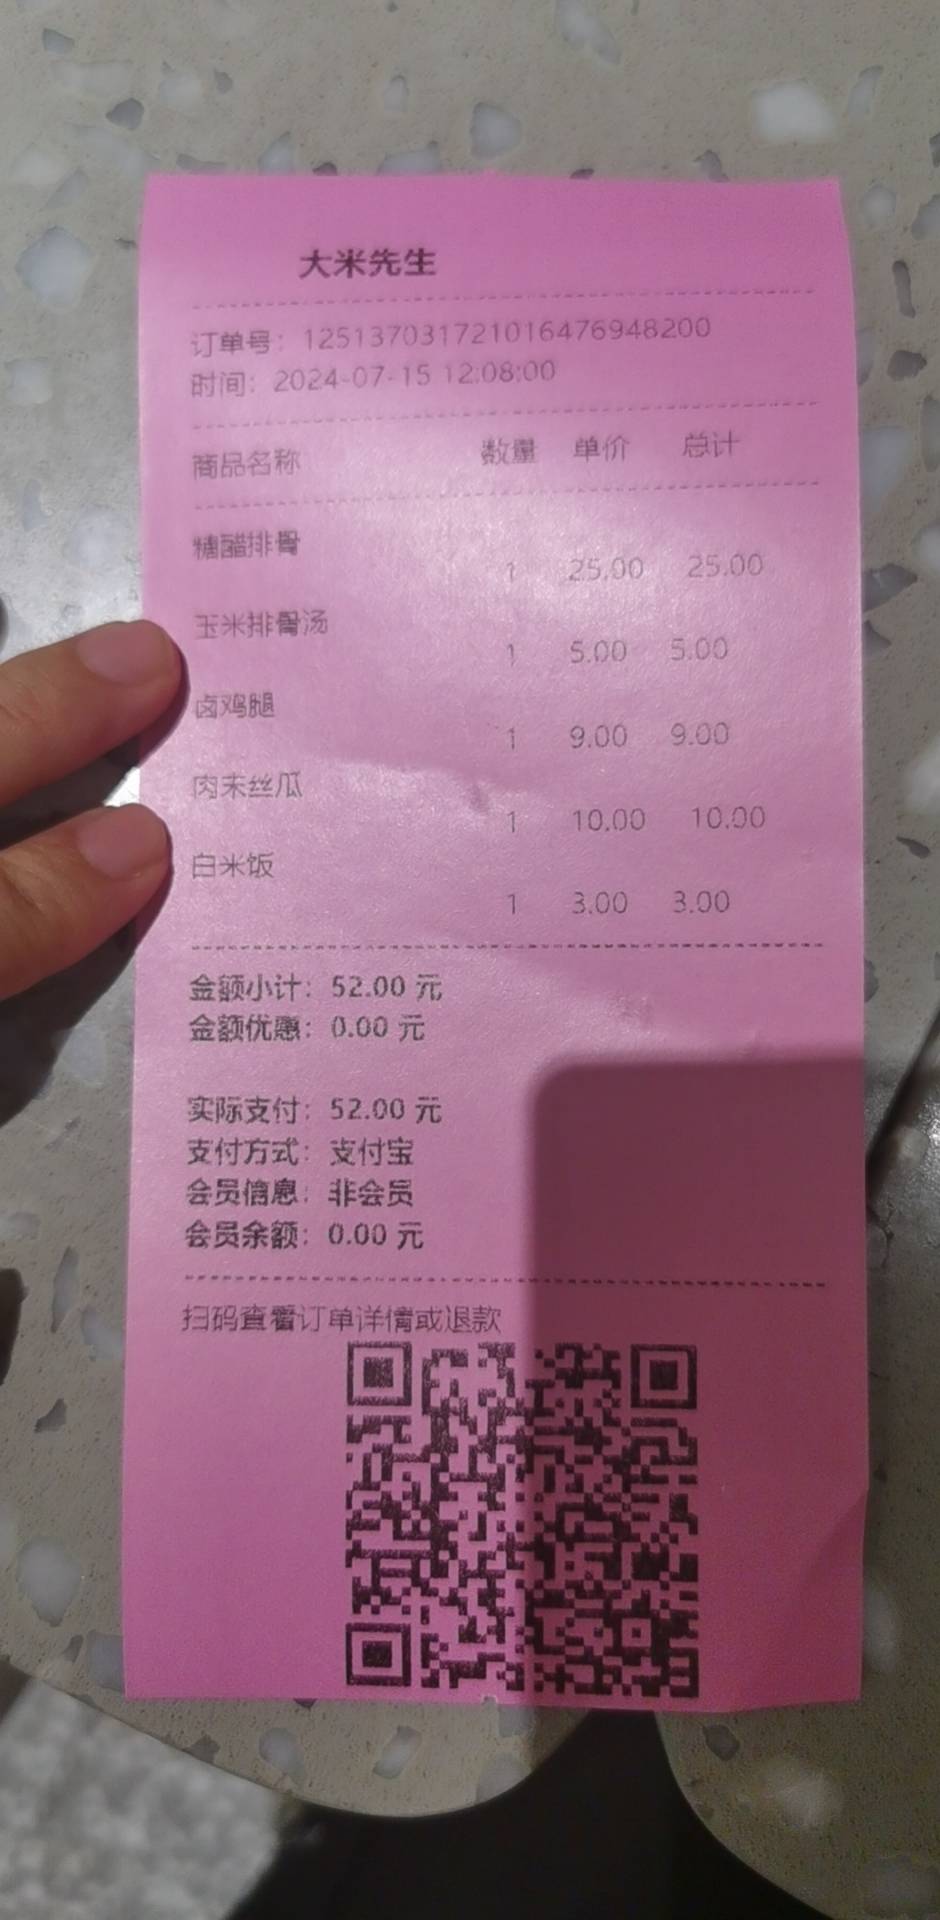 大米先生
订单号：1251370317210164769482​00
时间：2024-07-15 12:08:00
商品名称 数量 单价 总计
糖醋排骨
1 25.00 25.00
玉米排骨汤
1 5.00 5.00
卤鸡腿
1 9.00 9.00
肉末丝瓜
1 10.00 10.00
白米饭
1 3.00 3.00
金额小计：52.00 元
金额优惠：0.00 元
实际支付：52.00 元
支付方式：支付宝
会员信息：非会员
会员余额：0.00 元
扫码查看订单详情或退款